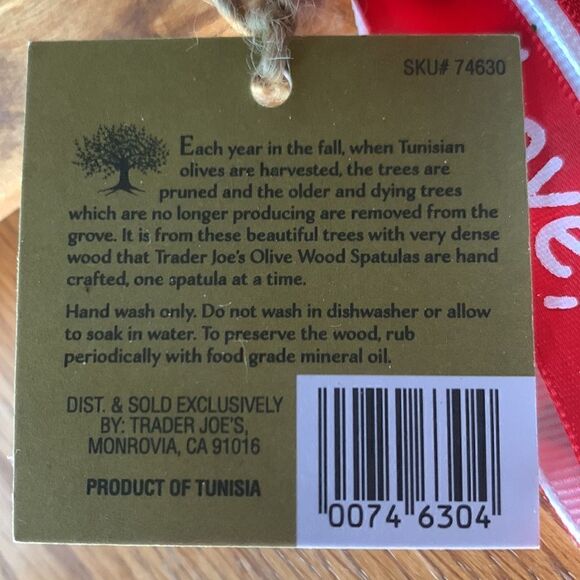 SKU# 74630
Each year in the fall, when Tunisian
olives are harvested, the trees are
pruned and the older and dying trees
which are no longer producing are removed from the
grove. It is from these beautiful trees with very dense
wood that Trader Joe's Olive Wood Spatulas are hand
crafted, one spatula at a time.
Hand wash only. Do not wash in dishwasher or allow
to soak in water. To preserve the wood, rub
periodically with food grade mineral oil.
DIST. & SOLD EXCLUSIVELY
BY: TRADER JOE'S,
MONROVIA, CA 91016
PRODUCT OF TUNISIA
0074 6304